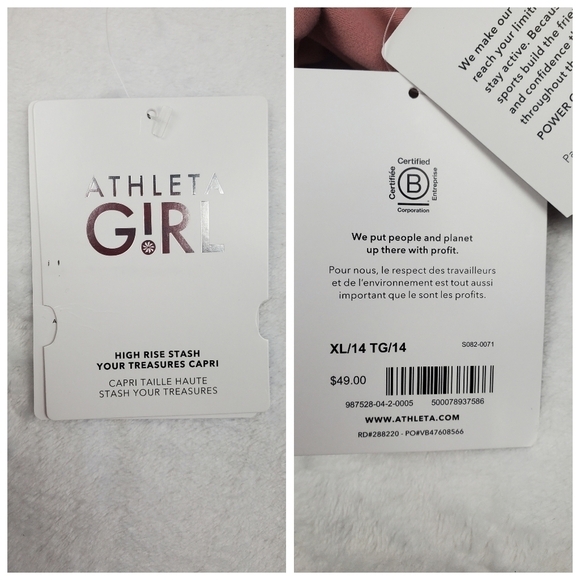 ATHLETA
G!RL
HIGH RISE STASH
YOUR TREASURES CAPRI
CAPRI TAILLE HAUTE
STASH YOUR TREASURES
We make our
reach your limit
stay active. Becau
sports build the frie
and confidence t
throughout th
POWER
Certified
Certifiée
B
Entreprise
Corporation
We put people and planet
up there with profit.
Pour nous, le respect des travailleurs
et de l'environnement est tout aussi
important que le sont les profits.
XL/14 TG/14 S082-0071
$49.00
987528-04-2-0005 500078937586
WWW.ATHLETA.COM
RD#288220 - PO#VB47608566